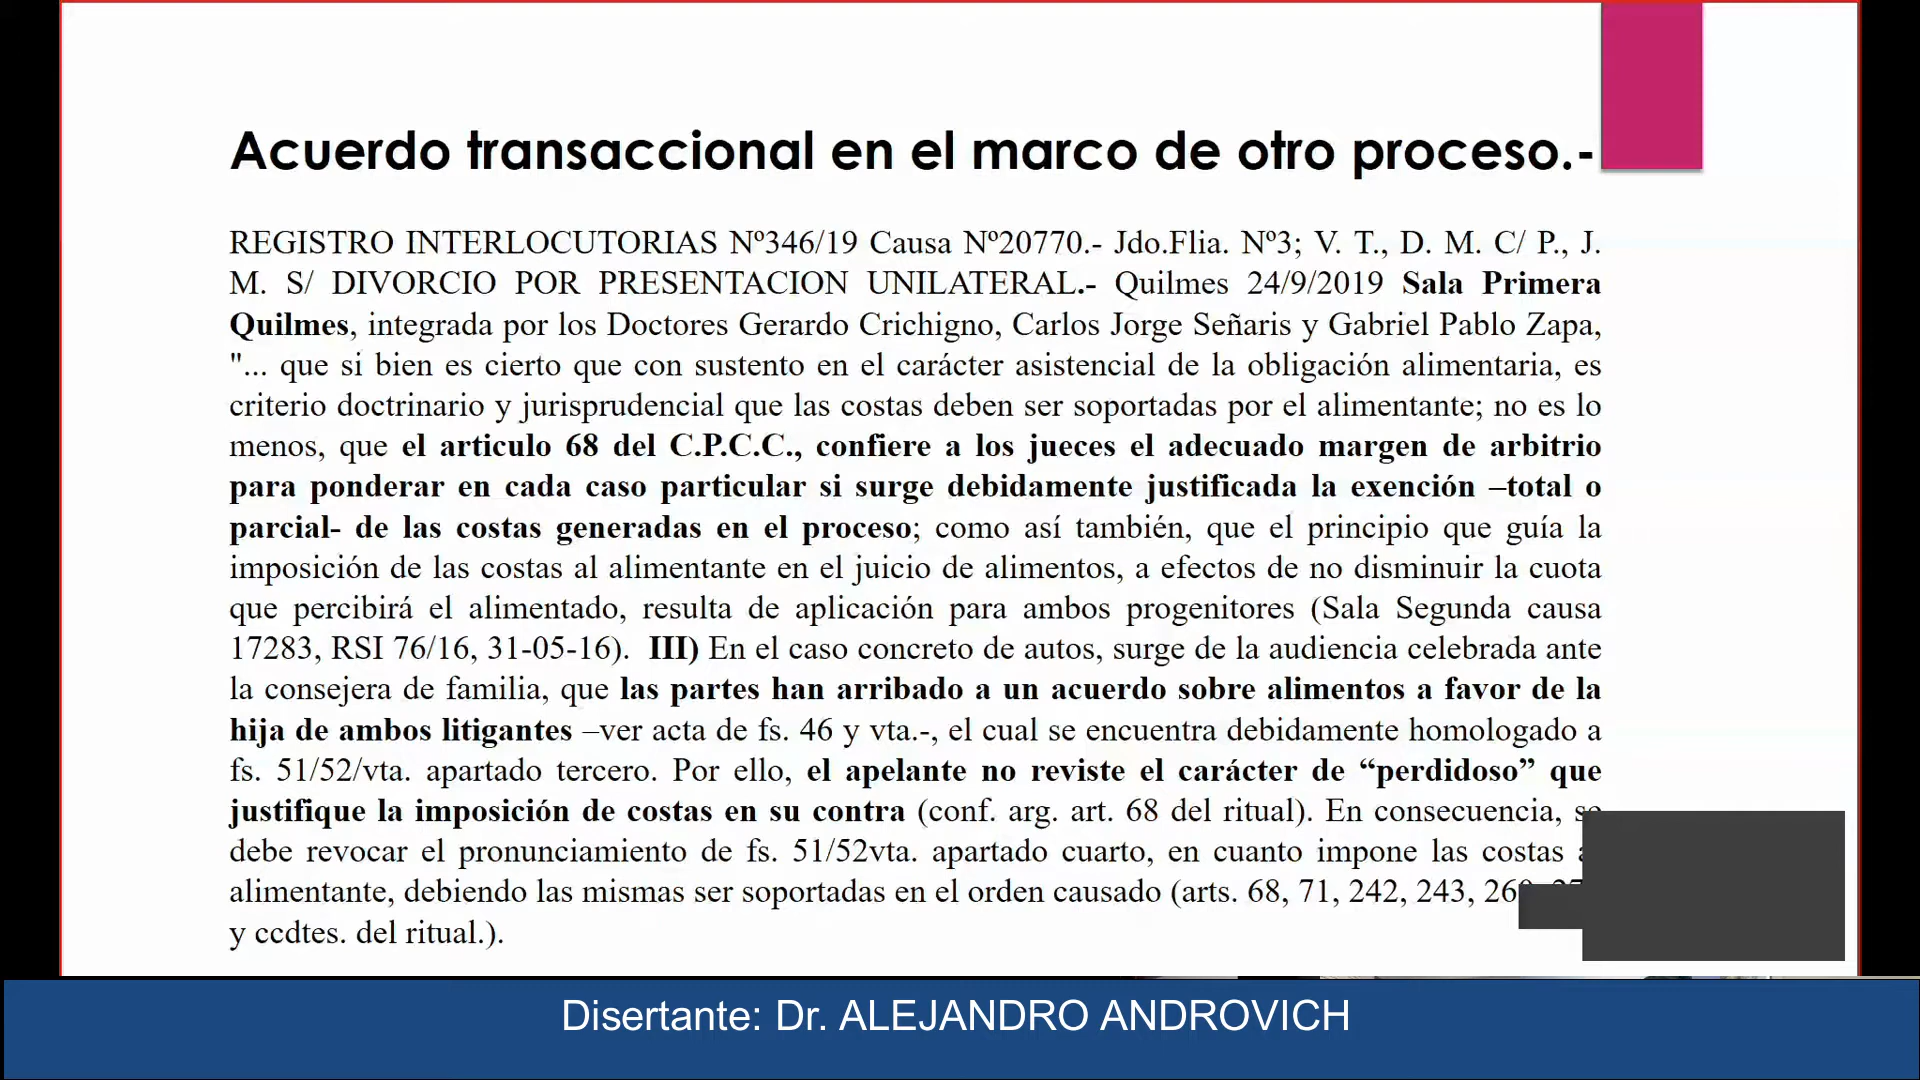 Acuerdo transaccional en el marco de otro proceso.-
REGISTRO INTERLOCUTORIAS Nº346/19 Causa Nº20770.- Jdo.Flia. Nº3; V. T., D. M. C/ P., J.
M. S/ DIVORCIO POR PRESENTACION UNILATERAL.- Quilmes 24/9/2019 Sala Primera
Quilmes, integrada por los Doctores Gerardo Crichigno, Carlos Jorge Señaris y Gabriel Pablo Zapa,
"... que si bien es cierto que con sustento en el carácter asistencial de la obligación alimentaria, es
criterio doctrinario y jurisprudencial que las costas deben ser soportadas por el alimentante; no es lo
menos, que el articulo 68 del C.P.C.C., confiere a los jueces el adecuado margen de arbitrio
para ponderar en cada caso particular si surge debidamente justificada la exención –total o
parcial- de las costas generadas en el proceso; como así también, que el principio que guía la
imposición de las costas al alimentante en el juicio de alimentos, a efectos de no disminuir la cuota
que percibirá el alimentado, resulta de aplicación para ambos progenitores (Sala Segunda causa
17283, RSI 76/16, 31-05-16). III) En el caso concreto de autos, surge de la audiencia celebrada ante
la consejera de familia, que las partes han arribado a un acuerdo sobre alimentos a favor de la
hija de ambos litigantes –ver acta de fs. 46 y vta.-, el cual se encuentra debidamente homologado a
fs. 51/52/vta. apartado tercero. Por ello, el apelante no reviste el carácter de “perdidoso” que
justifique la imposición de costas en su contra (conf. arg. art. 68 del ritual). En consecuencia, se
debe revocar el pronunciamiento de fs. 51/52vta. apartado cuarto, en cuanto impone las costas
alimentante, debiendo las mismas ser soportadas en el orden causado (arts. 68, 71, 242, 243,
y ccdtes. del ritual.).
Disertante: Dr. ALEJANDRO ANDROVICH